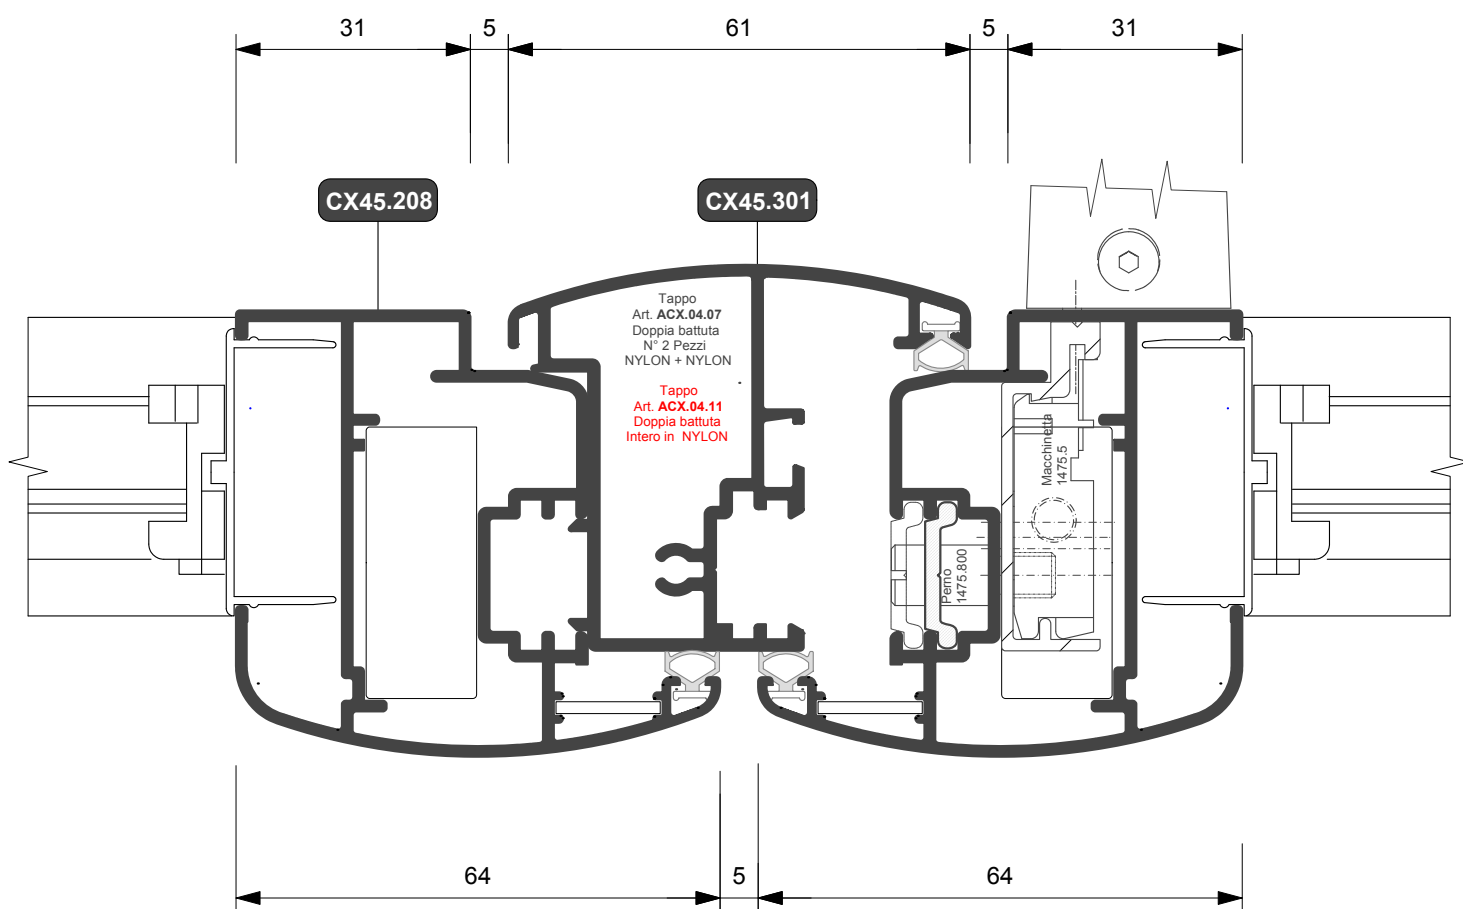 31
5
61
5
31
CX45.208
CX45.301
Tappo
Art. ACX.04.07
Doppia battuta
N° 2 Pezzi
NYLON + NYLON
Tappo
Art. ACX.04.11
Doppia battuta
Intero in NYLON
Macchinetta
1475.5
Perno
1475.800
64
5
64